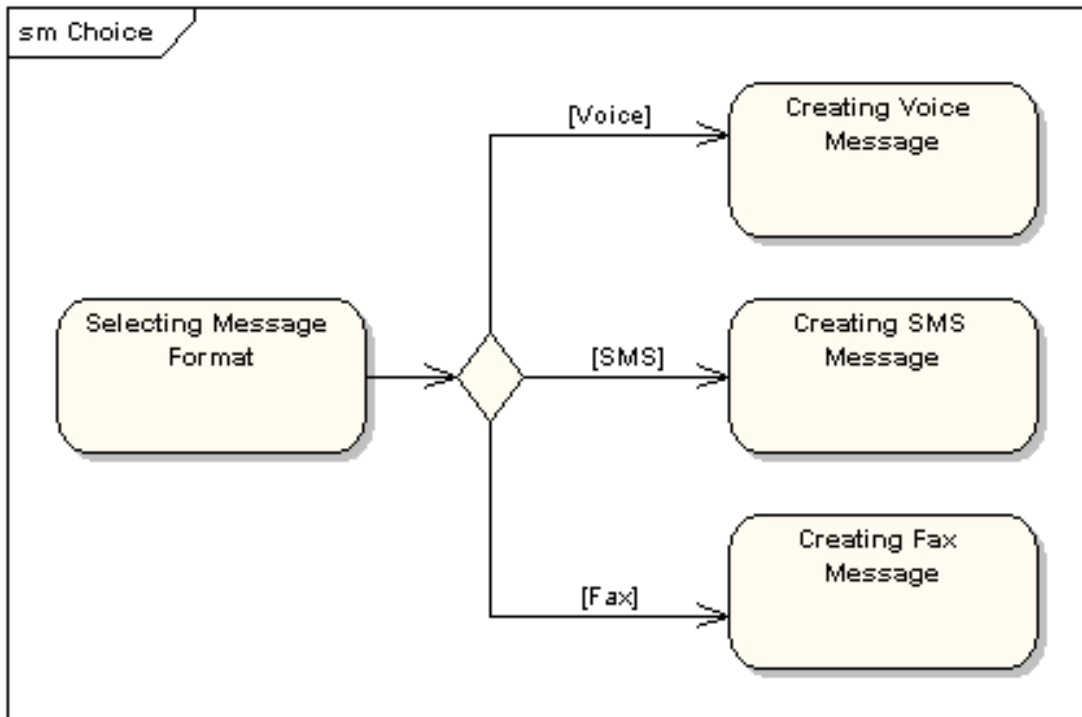 sm Choice
[Voice]
Creating Voice
Message
Selecting Message
Format
[SMS]
Creating SMS
Message
[Fax]
Creating Fax
Message